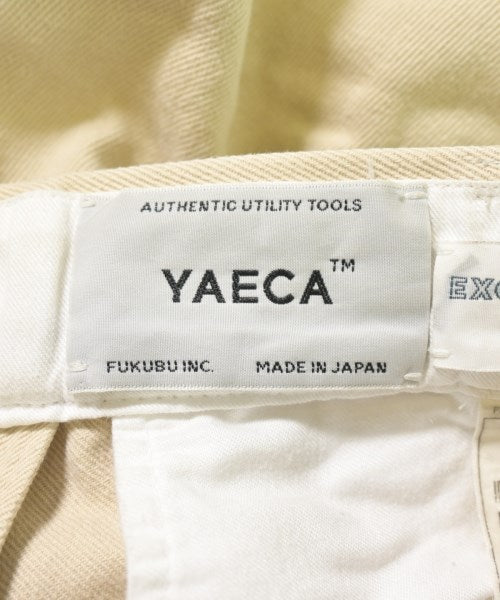 AUTHENTIC UTILITY TOOLS
YAECA™
FUKUBU INC. MADE IN JAPAN